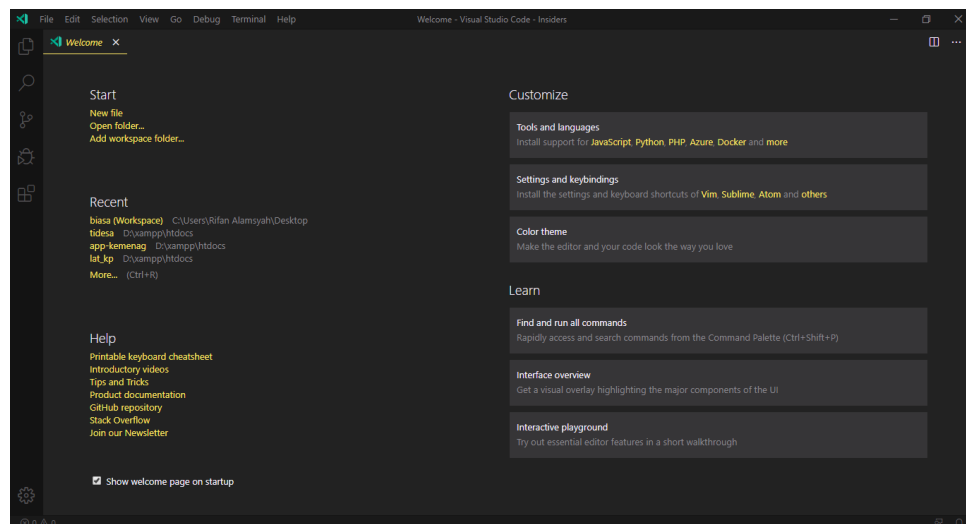 File Edit Selection View Go Debug Terminal Help
Welcome - Visual Studio Code - Insiders
Welcome
Start
New file
Open folder...
Add workspace folder...
Recent
biasa (Workspace) C:\Users\Rifan Alamsyah\Desktop
tidesa D:\xampp\htdocs
app-kemenag D:\xampp\htdocs
lat_kp D:\xampp\htdocs
More... (Ctrl+R)
Help
Printable keyboard cheatsheet
Introductory videos
Tips and Tricks
Product documentation
GitHub repository
Stack Overflow
Join our Newsletter
Show welcome page on startup
Customize
Tools and languages
Install support for JavaScript, Python, PHP, Azure, Docker and more
Settings and keybindings
Install the settings and keyboard shortcuts of Vim, Sublime, Atom and others
Color theme
Make the editor and your code look the way you love
Learn
Find and run all commands
Rapidly access and search commands from the Command Palette (Ctrl+Shift+P)
Interface overview
Get a visual overlay highlighting the major components of the UI
Interactive playground
Try out essential editor features in a short walkthrough
0 0